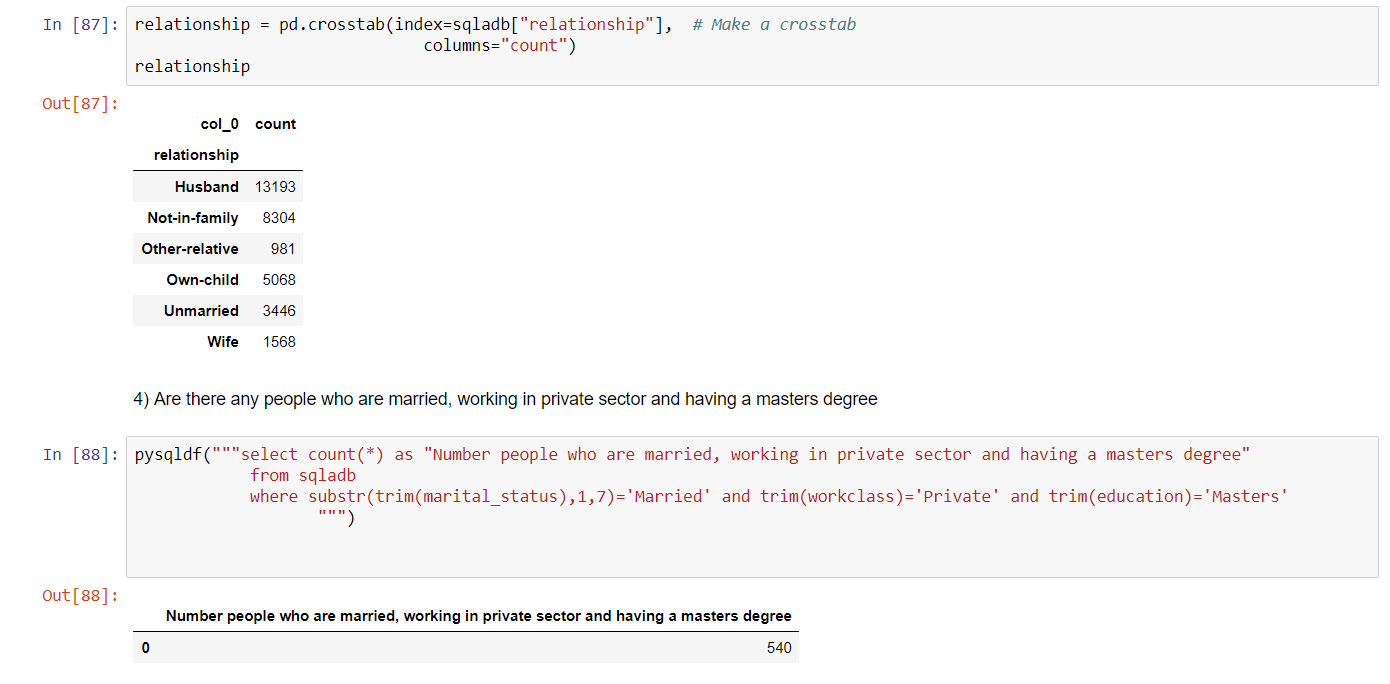 In [87]: relationship = pd.crosstab(index=sqladb["relationship"],  # Make a crosstab
columns="count")
relationship
Out[87]:
col_0 count
relationship
Husband 13193
Not-in-family 8304
Other-relative 981
Own-child 5068
Unmarried 3446
Wife 1568
4) Are there any people who are married, working in private sector and having a masters degree
In [88]: pysqldf("""select count(*) as "Number people who are married, working in private sector and having a masters degree"
from sqladb
where substr(trim(marital_status),1,7)='Married' and trim(workclass)='Private' and trim(education)='Masters'
""")
Out[88]:
Number people who are married, working in private sector and having a masters degree
0 540